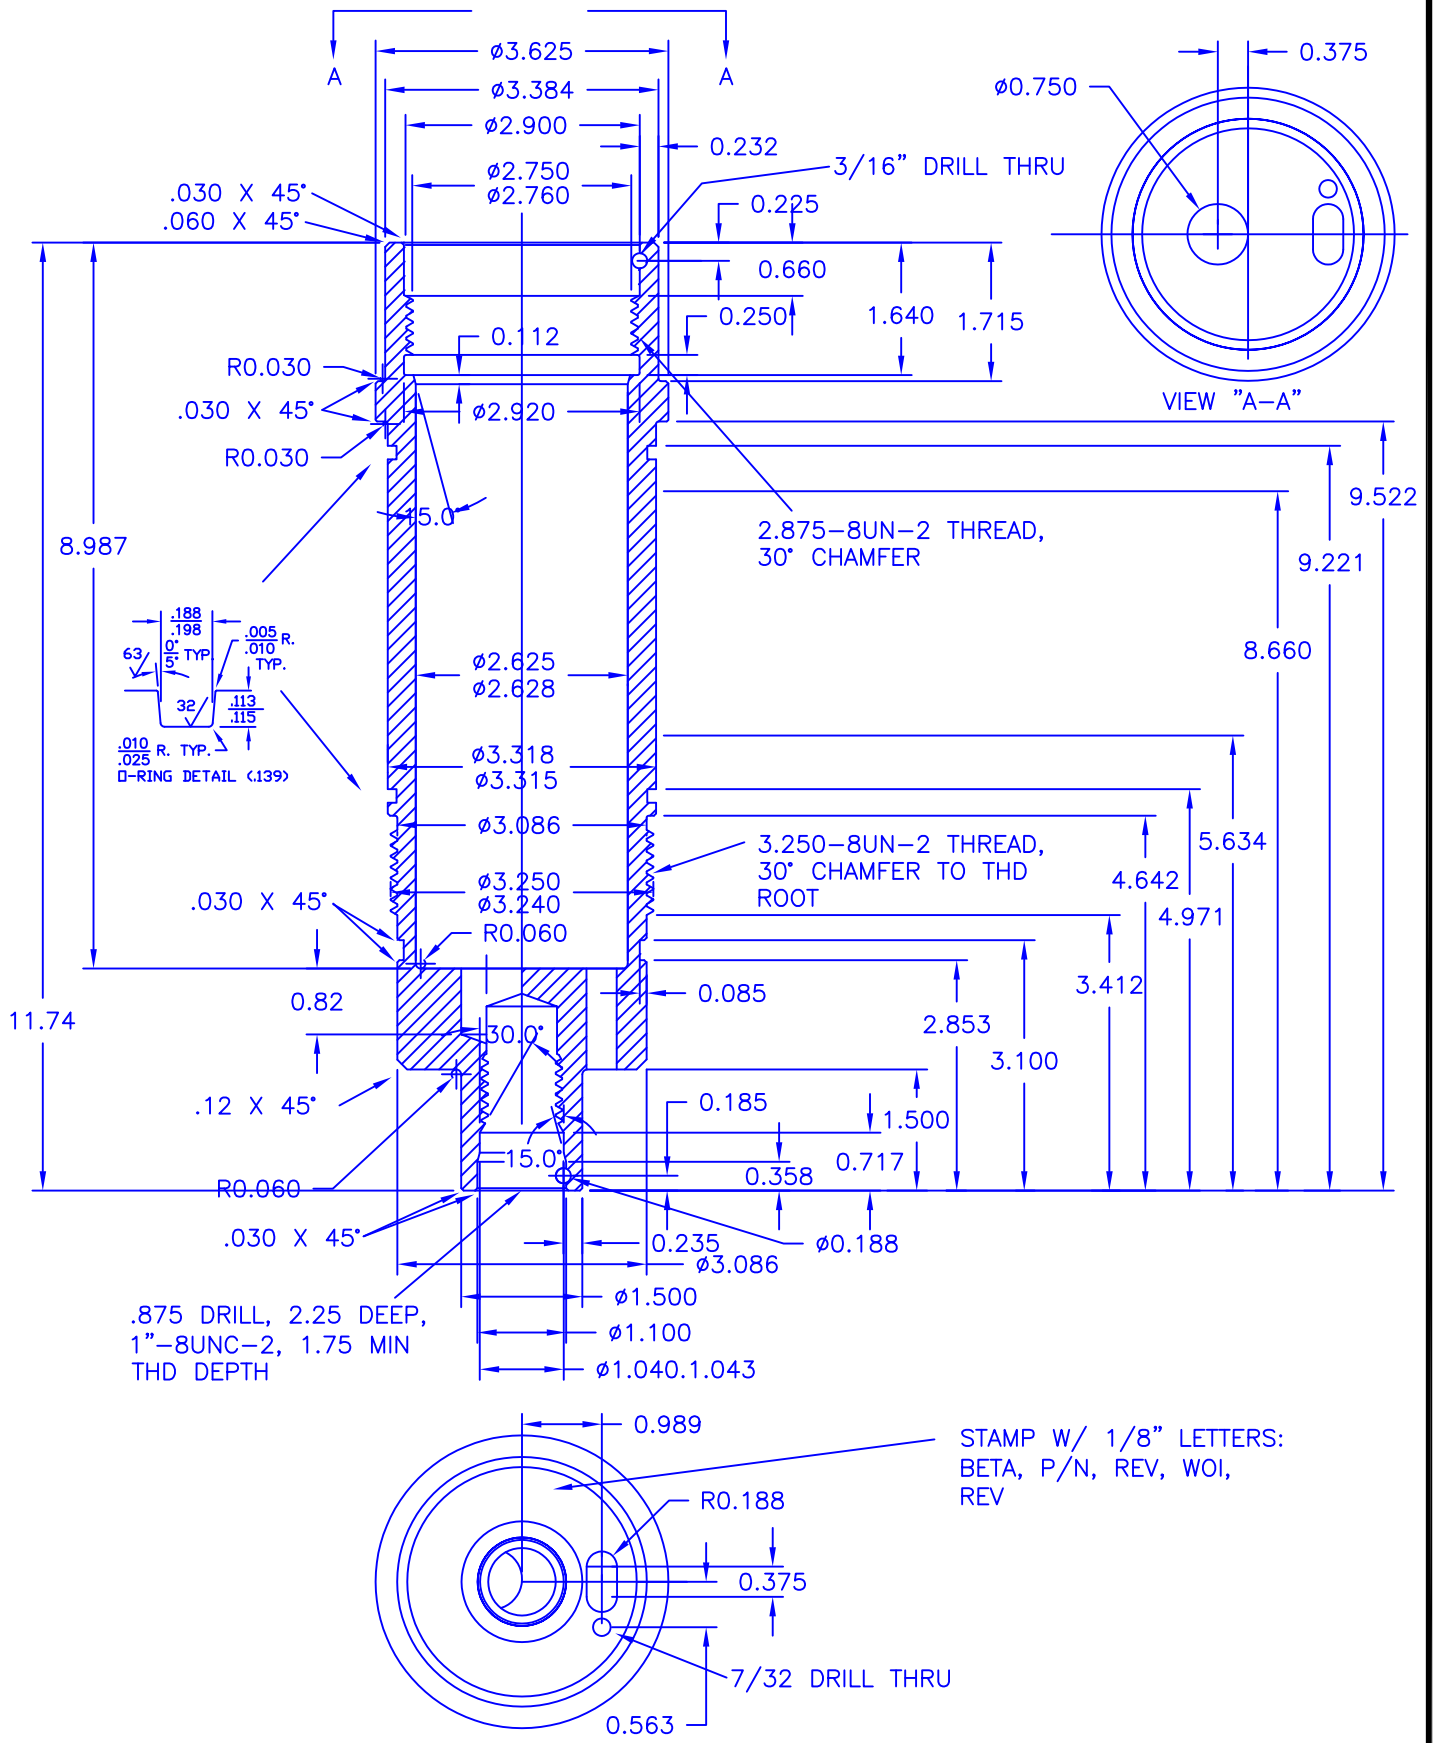 ø3.625
0.375
A
A
ø3.384
ø0.750
ø2.900
0.232
3/16” DRILL THRU
ø2.750
ø2.760
.030 X 45°
.060 X 45°
0.225
0.660
0.250
1.640
1.715
0.112
R0.030
.030 X 45°
ø2.920
VIEW ”A–A”
R0.030
9.522
15.0
2.875–8UN–2 THREAD,
30° CHAMFER
8.987
9.221
.188
.198
.005
.010 R.
TYP.
0°
5° TYP.
63
8.660
ø2.625
ø2.628
32
.113
.115
.010
.025 R. TYP.
O-RING DETAIL (.139)
ø3.318
ø3.315
ø3.086
3.250–8UN–2 THREAD,
30° CHAMFER TO THD
ROOT
5.634
4.642
4.971
ø3.250
ø3.240
.030 X 45°
R0.060
0.82
0.085
3.412
11.74
2.853
30.0°
3.100
.12 X 45°
0.185
1.500
15.0°
0.717
0.358
R0.060
.030 X 45°
0.235
ø0.188
ø3.086
ø1.500
.875 DRILL, 2.25 DEEP,
1”–8UNC–2, 1.75 MIN
THD DEPTH
ø1.100
ø1.040.1.043
0.989
STAMP W/ 1/8” LETTERS:
BETA, P/N, REV, WOI,
REV
R0.188
0.375
7/32 DRILL THRU
0.563